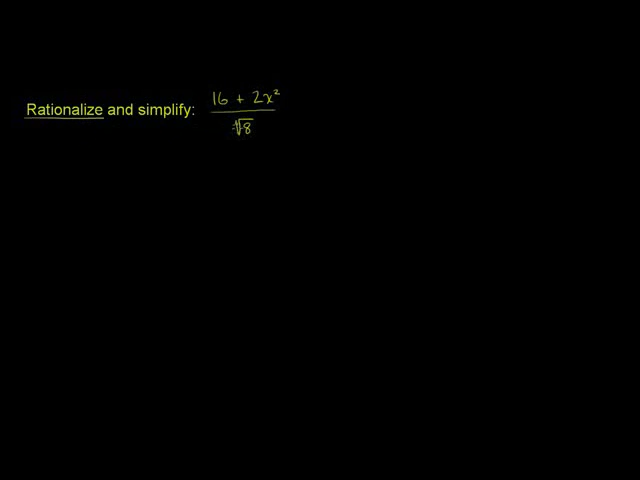 Rationalize and simplify: 16 + 2x²
√8